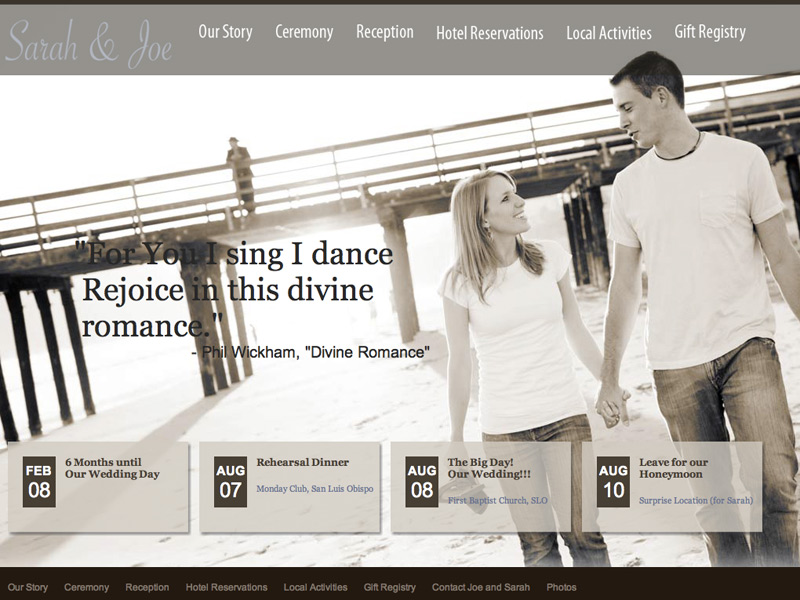 Sarah & Joe
Our Story
Ceremony
Reception
Hotel Reservations
Local Activities
Gift Registry
"For You I sing I dance
Rejoice in this divine
romance."
- Phil Wickham, "Divine Romance"
FEB
08
6 Months until
Our Wedding Day
AUG
07
Rehearsal Dinner
Monday Club, San Luis Obispo
AUG
08
The Big Day!
Our Wedding!!!
First Baptist Church, SLO
AUG
10
Leave for our
Honeymoon
Surprise Location (for Sarah)
Our Story
Ceremony
Reception
Hotel Reservations
Local Activities
Gift Registry
Contact Joe and Sarah
Photos